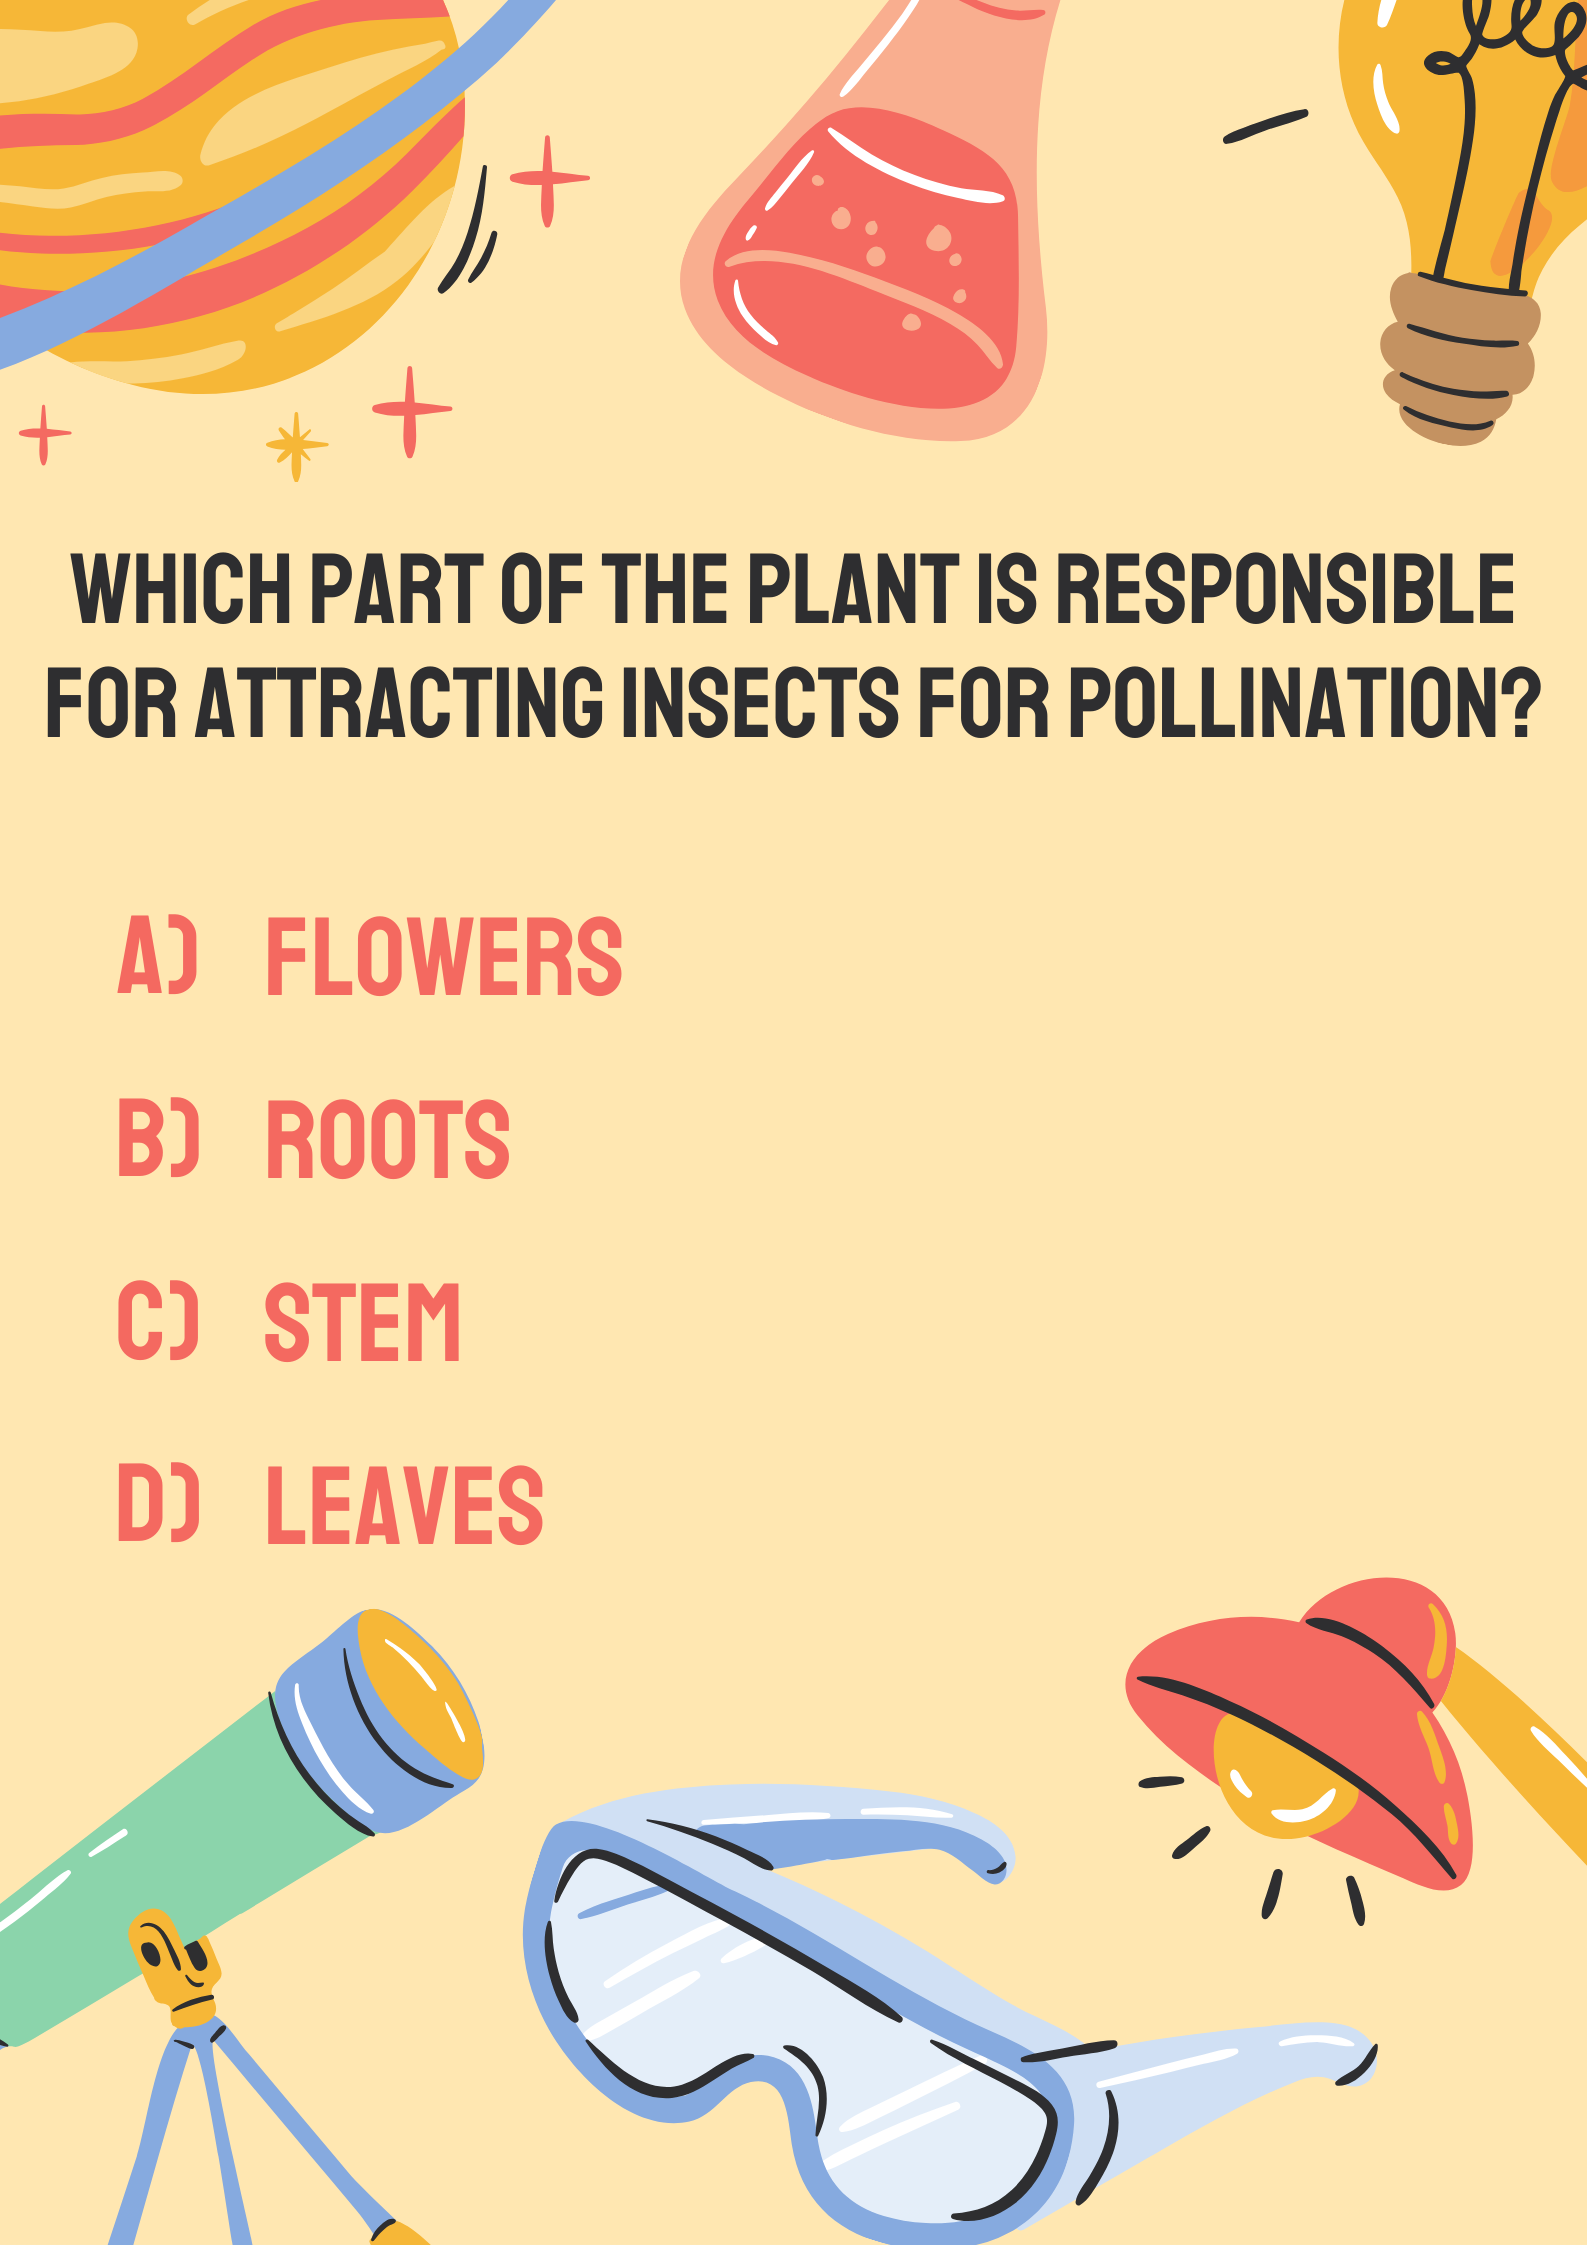 WHICH PART OF THE PLANT IS RESPONSIBLE
FOR ATTRACTING INSECTS FOR POLLINATION?
A) FLOWERS
B) ROOTS
C) STEM
D) LEAVES